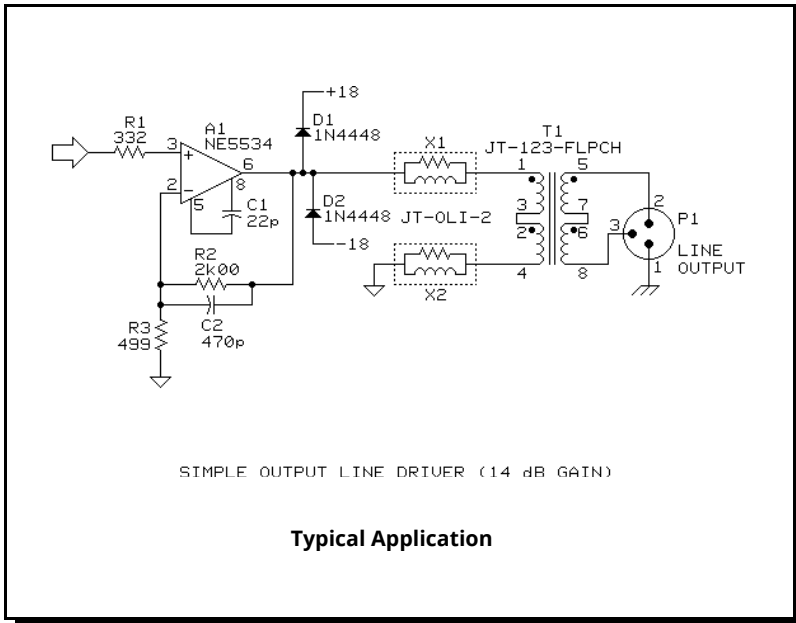 +18
R1
332
3
A1
NE5534
D1
1N4448
X1
T1
JT-123-FLPCH
+
6
1
5
2
–
8
5
C1
22p
D2
1N4448
JT-OLI-2
3
7
2
P1
3
2
6
-18
LINE
OUTPUT
1
R2
2k00
4
8
X2
C2
470p
R3
499
SIMPLE OUTPUT LINE DRIVER (14 dB GAIN)
Typical Application